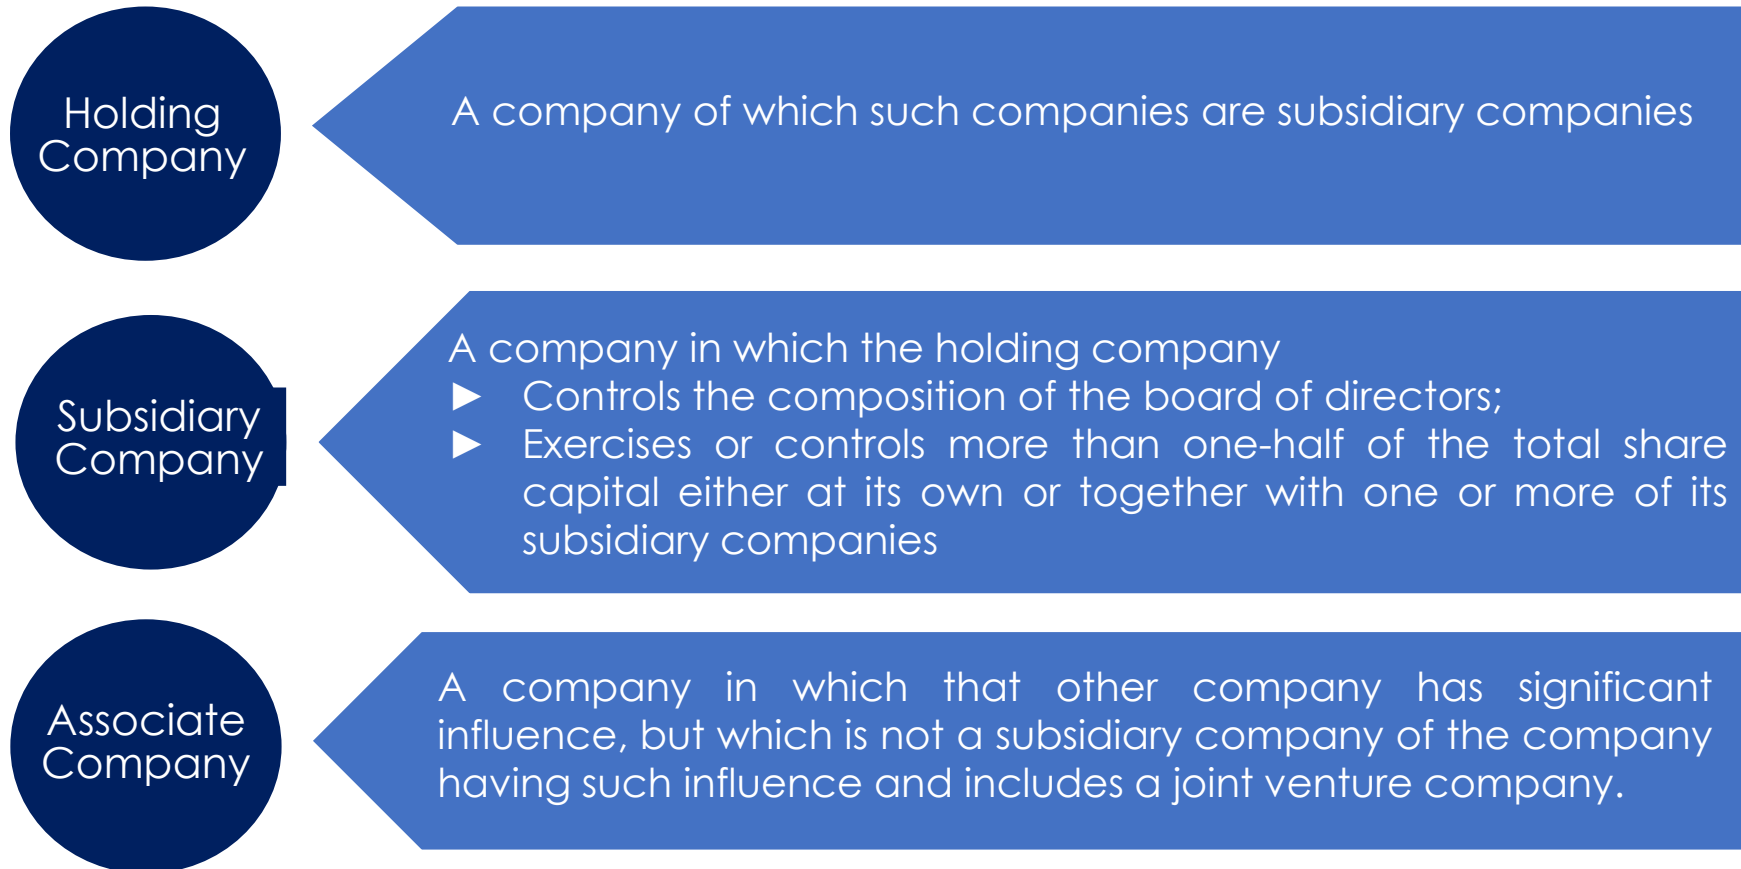 Holding
Company
A company of which such companies are subsidiary companies
Subsidiary
Company
A company in which the holding company
► Controls the composition of the board of directors;
► Exercises or controls more than one-half of the total share
capital either at its own or together with one or more of its
subsidiary companies
Associate
Company
A company in which that other company has significant
influence, but which is not a subsidiary company of the company
having such influence and includes a joint venture company.